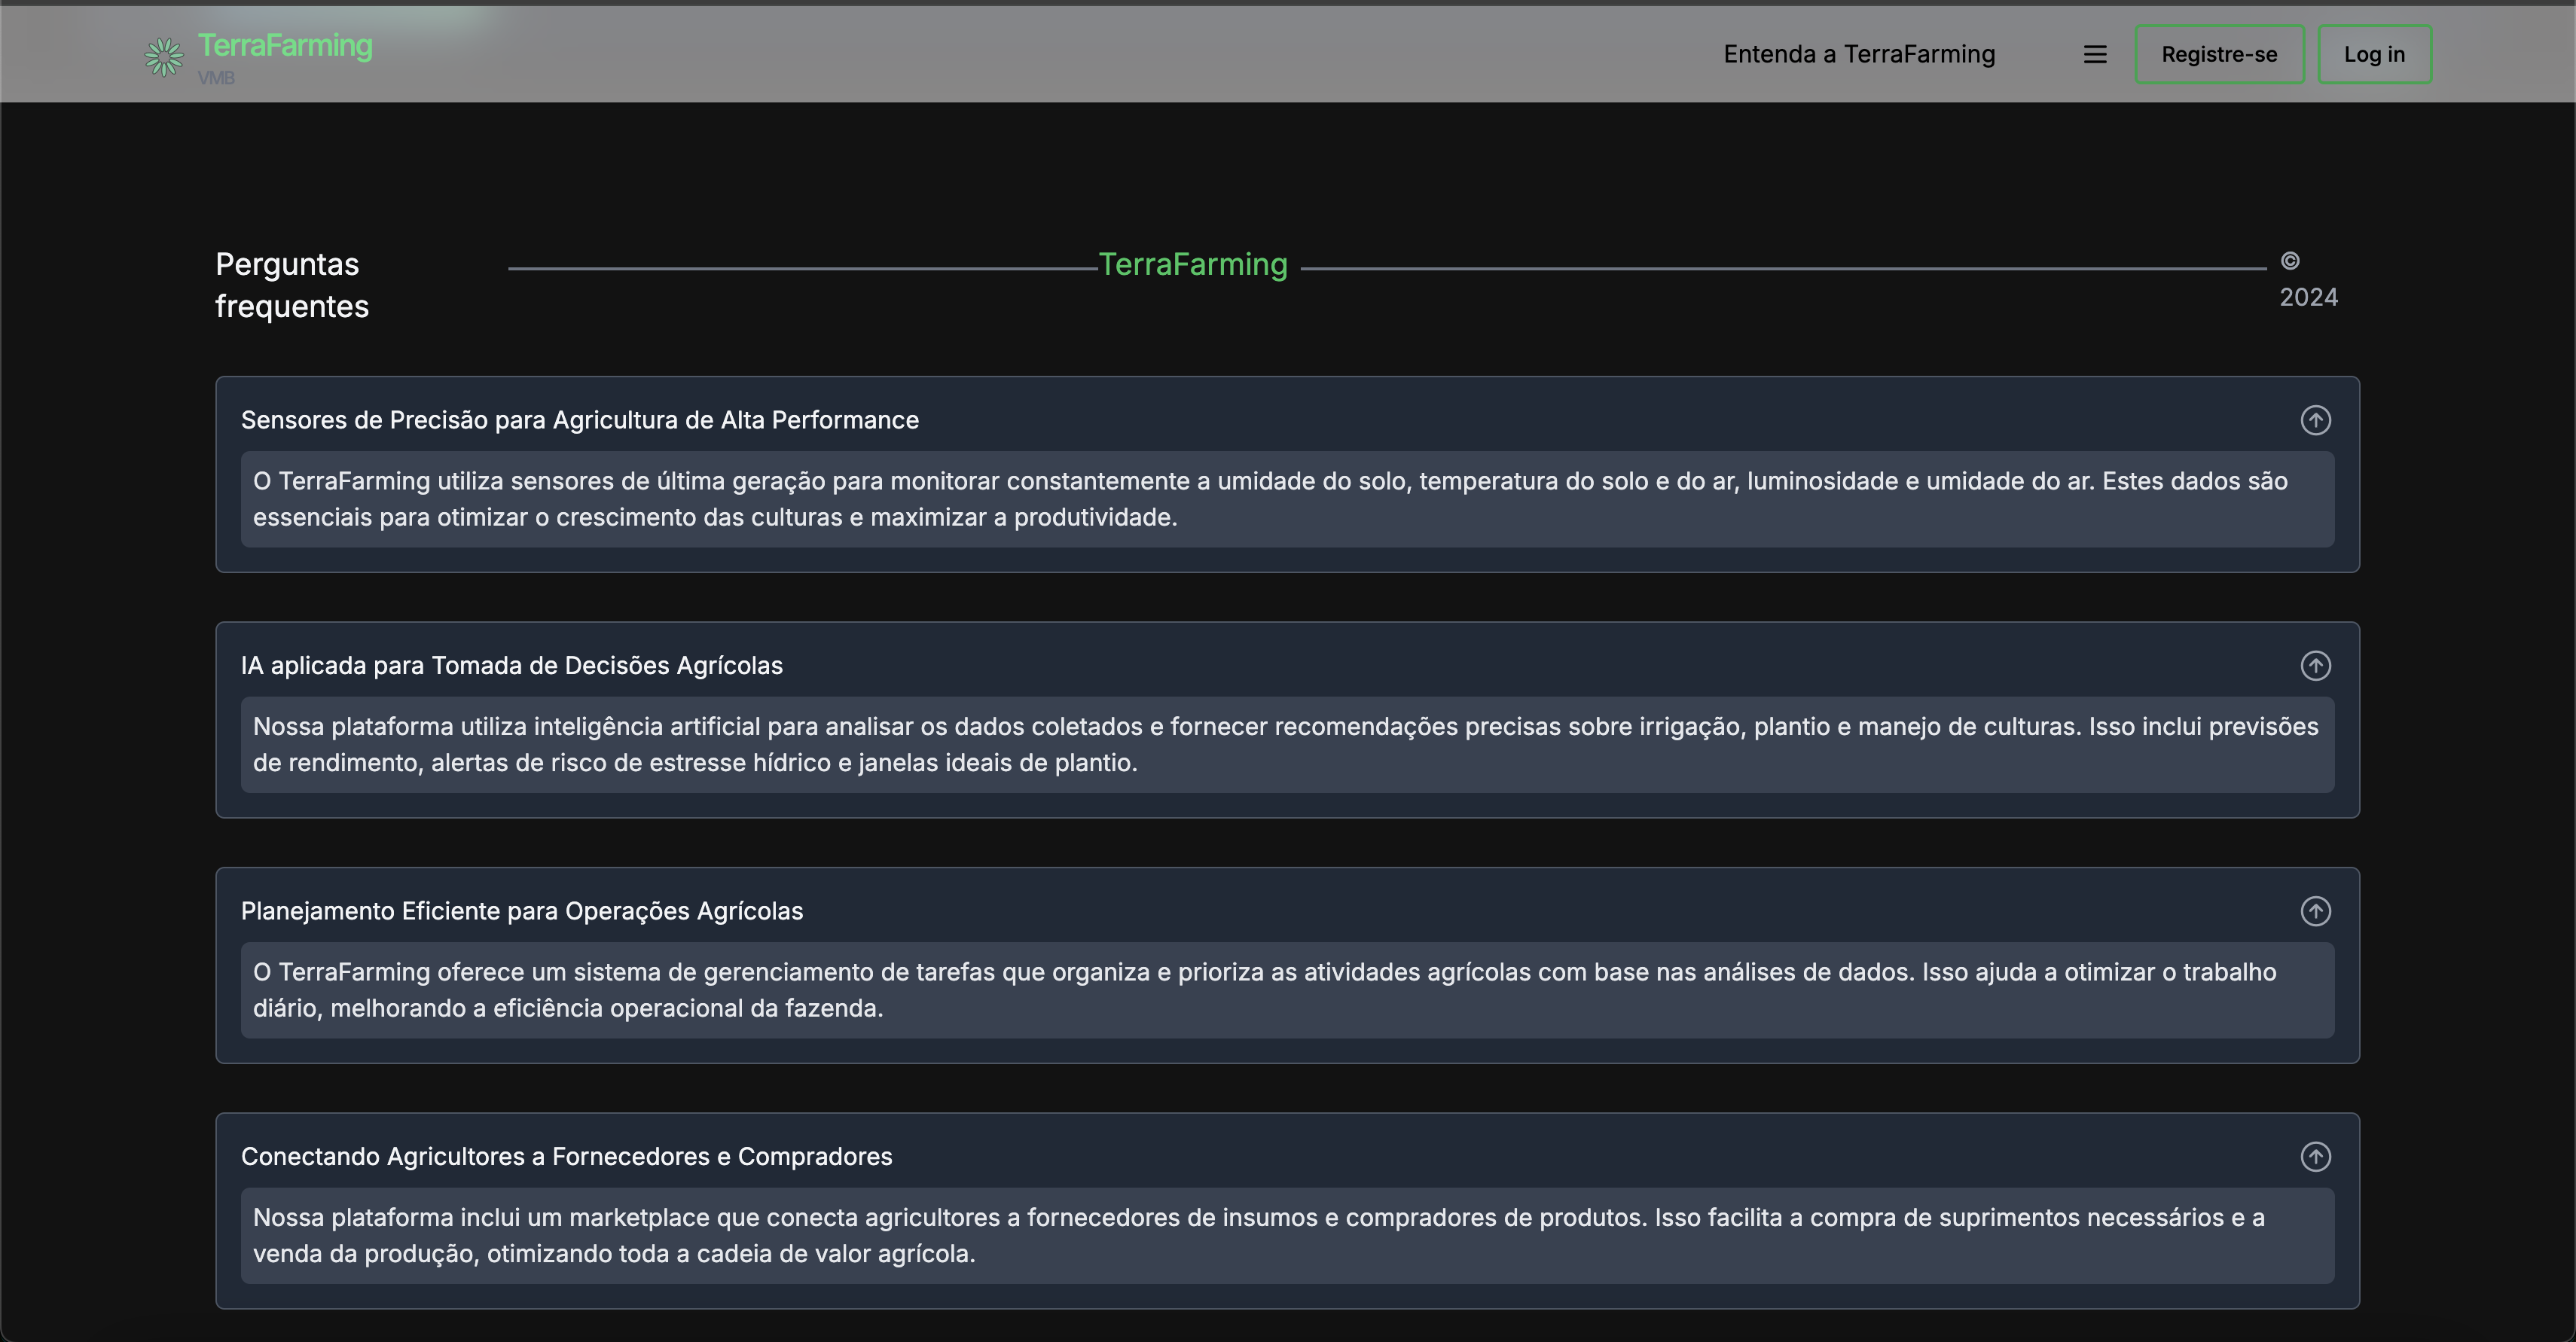 TerraFarming
VMB
Entenda a TerraFarming
Registre-se
Log in
Perguntas
frequentes
TerraFarming
©
2024
Sensores de Precisão para Agricultura de Alta Performance
O TerraFarming utiliza sensores de última geração para monitorar constantemente a umidade do solo, temperatura do solo e do ar, luminosidade e umidade do ar. Estes dados são
essenciais para otimizar o crescimento das culturas e maximizar a produtividade.
IA aplicada para Tomada de Decisões Agrícolas
Nossa plataforma utiliza inteligência artificial para analisar os dados coletados e fornecer recomendações precisas sobre irrigação, plantio e manejo de culturas. Isso inclui previsões
de rendimento, alertas de risco de estresse hídrico e janelas ideais de plantio.
Planejamento Eficiente para Operações Agrícolas
O TerraFarming oferece um sistema de gerenciamento de tarefas que organiza e prioriza as atividades agrícolas com base nas análises de dados. Isso ajuda a otimizar o trabalho
diário, melhorando a eficiência operacional da fazenda.
Conectando Agricultores a Fornecedores e Compradores
Nossa plataforma inclui um marketplace que conecta agricultores a fornecedores de insumos e compradores de produtos. Isso facilita a compra de suprimentos necessários e a
venda da produção, otimizando toda a cadeia de valor agrícola.